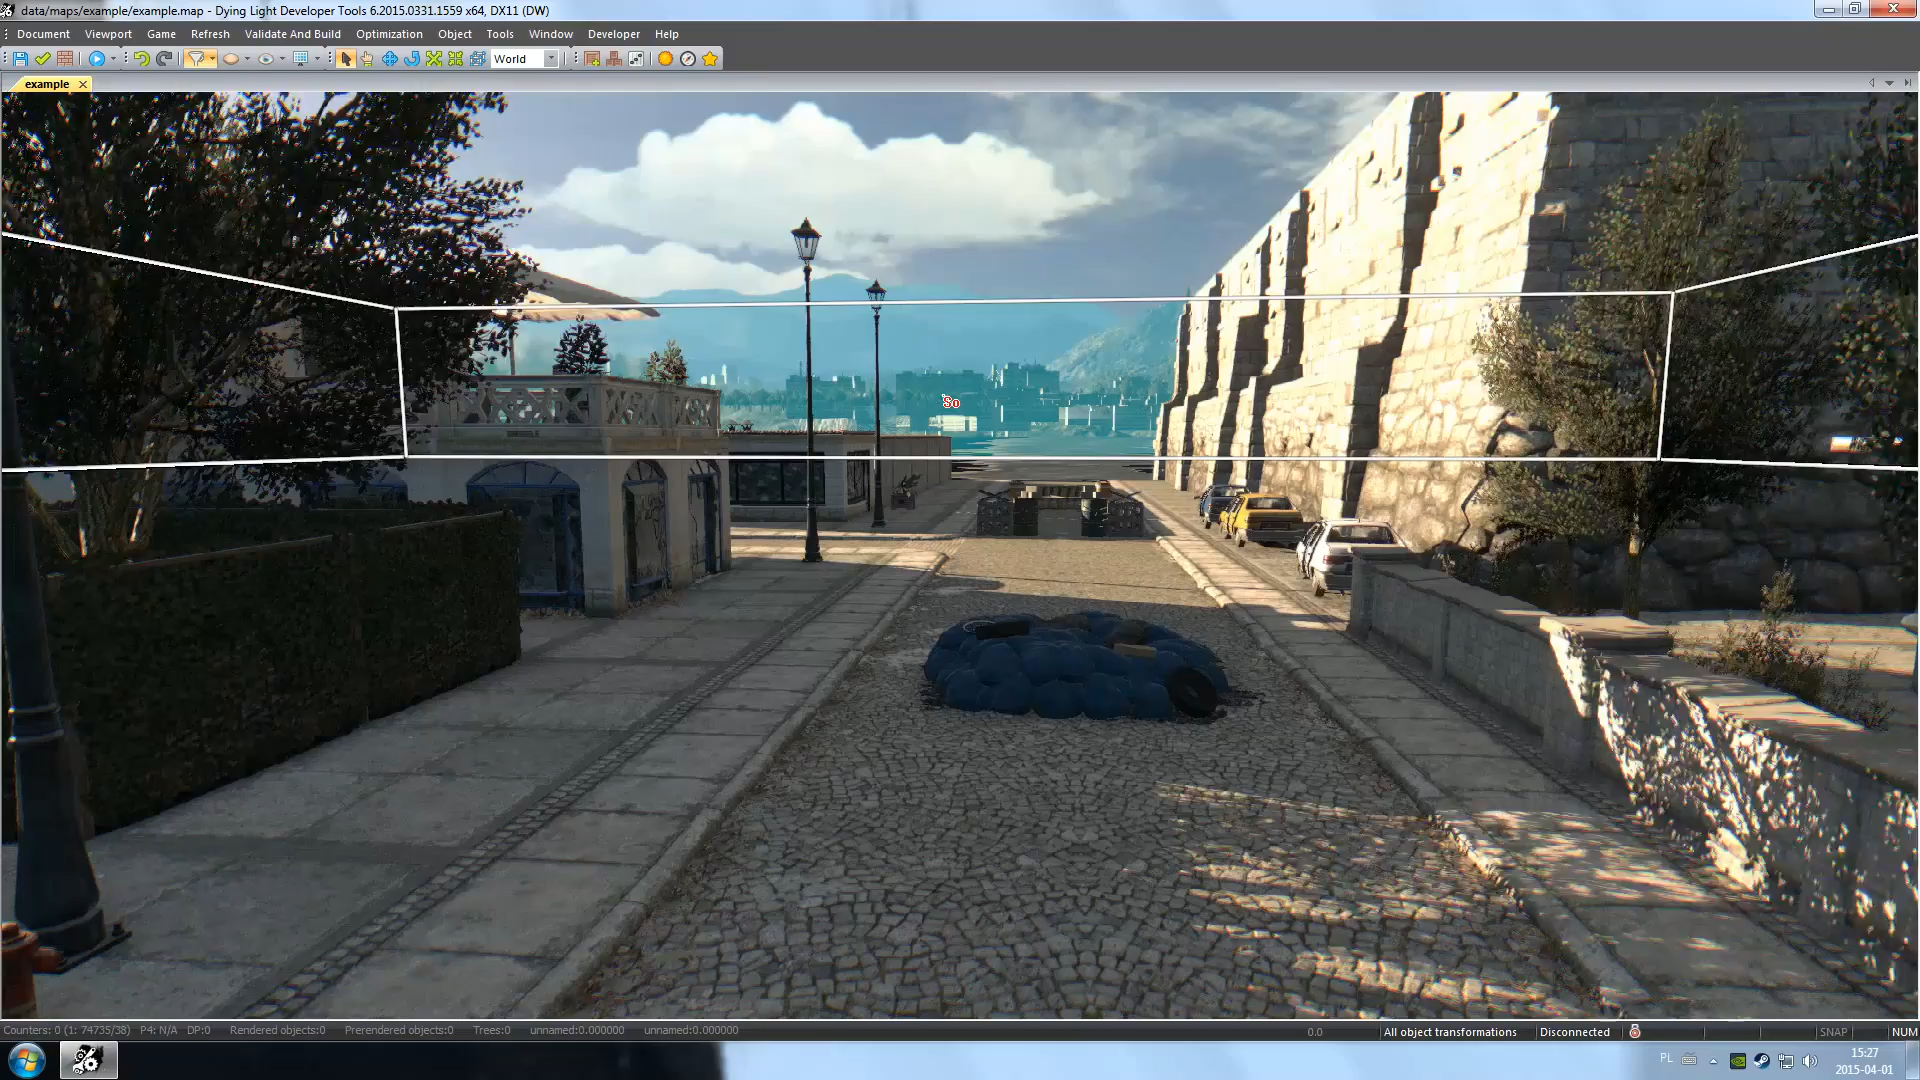 data/maps/example/example.map - Dying Light Developer Tools 6.2015.0331.1559 x64, DX11 (DW)
Document Viewport Game Refresh Validate And Build Optimization Object Tools Window Developer Help
World
example
So
Counters: 0 (1: 74735/38) P4: N/A DP:0 Rendered objects:0 Prerendered objects:0 Trees:0 unnamed:0.000000 unnamed:0.000000 0.0 All object transformations Disconnected SNAP NUM
PL 15:27
2015-04-01